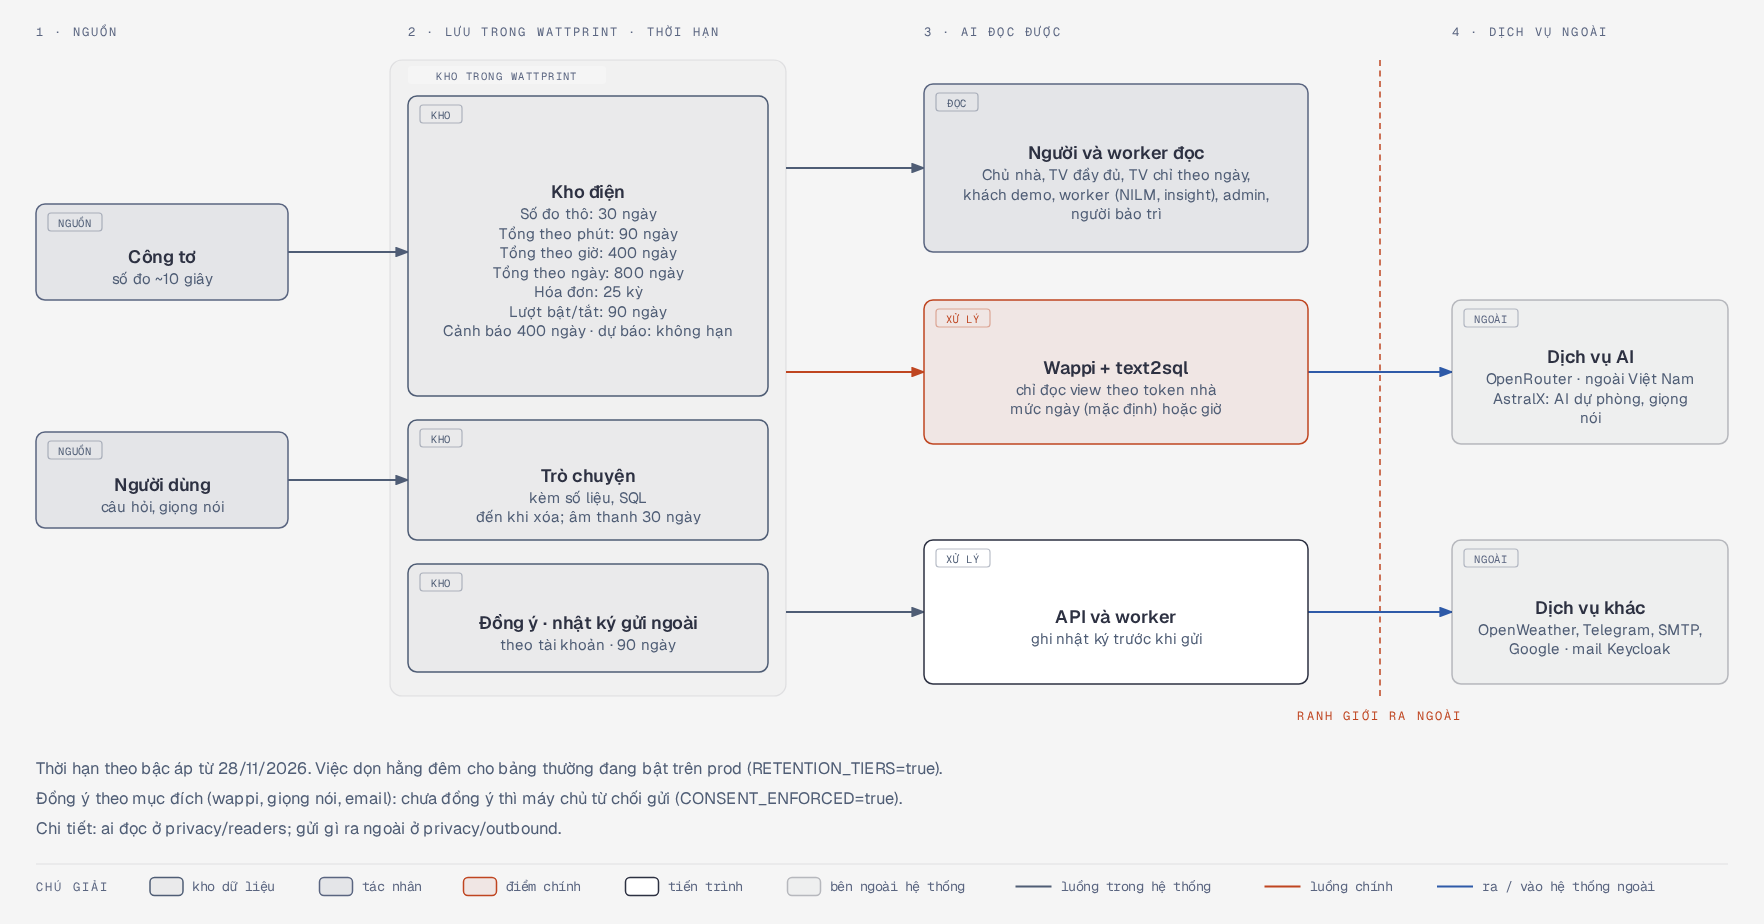 1 · NGUỒN
2 · LƯU TRONG WATTPRINT · THỜI HẠN
3 · AI ĐỌC ĐƯỢC
4 · DỊCH VỤ NGOÀI
KHO TRONG WATTPRINT
NGUỒN
Công tơ
số đo ~10 giây
NGUỒN
Người dùng
câu hỏi, giọng nói
KHO
Kho điện
Số đo thô: 30 ngày
Tổng theo phút: 90 ngày
Tổng theo giờ: 400 ngày
Tổng theo ngày: 800 ngày
Hóa đơn: 25 kỳ
Lượt bật/tắt: 90 ngày
Cảnh báo 400 ngày · dự báo: không hạn
KHO
Trò chuyện
kèm số liệu, SQL
đến khi xóa; âm thanh 30 ngày
KHO
Đồng ý · nhật ký gửi ngoài
theo tài khoản · 90 ngày
ĐỌC
Người và worker đọc
Chủ nhà, TV đầy đủ, TV chỉ theo ngày,
khách demo, worker (NILM, insight), admin,
người bảo trì
XỬ LÝ
Wappi + text2sql
chỉ đọc view theo token nhà
mức ngày (mặc định) hoặc giờ
XỬ LÝ
API và worker
ghi nhật ký trước khi gửi
NGOÀI
Dịch vụ AI
OpenRouter · ngoài Việt Nam
AstralX: AI dự phòng, giọng
nói
NGOÀI
Dịch vụ khác
OpenWeather, Telegram, SMTP,
Google · mail Keycloak
RANH GIỚI RA NGOÀI
Thời hạn theo bậc áp từ 28/11/2026. Việc dọn hằng đêm cho bảng thường đang bật trên prod (RETENTION_TIERS=true).
Đồng ý theo mục đích (wappi, giọng nói, email): chưa đồng ý thì máy chủ từ chối gửi (CONSENT_ENFORCED=true).
Chi tiết: ai đọc ở privacy/readers; gửi gì ra ngoài ở privacy/outbound.
CHÚ GIẢI
kho dữ liệu
tác nhân
điểm chính
tiến trình
bên ngoài hệ thống
luồng trong hệ thống
luồng chính
ra / vào hệ thống ngoài